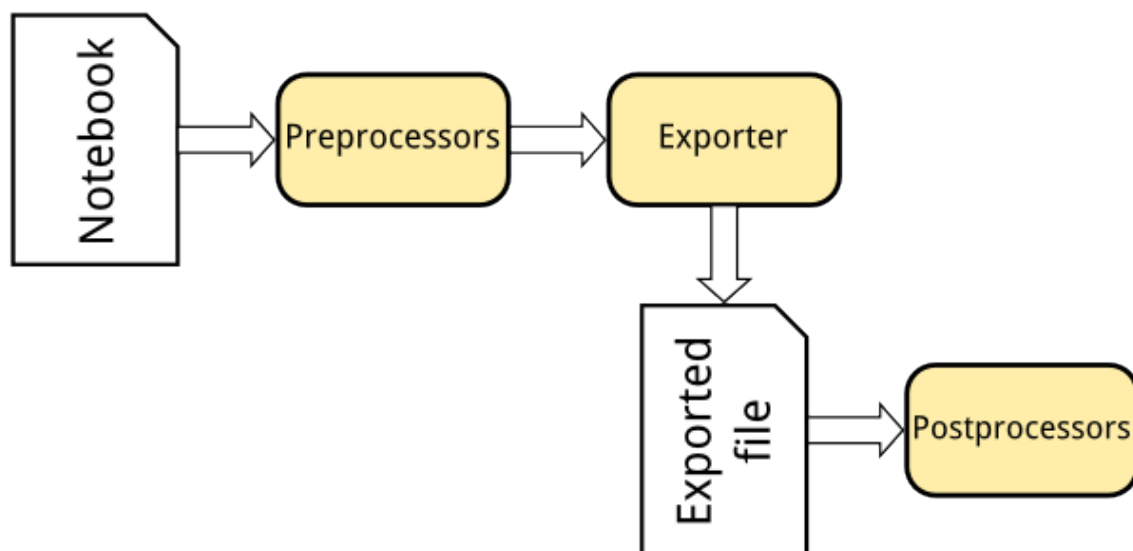 Notebook
Preprocessors
Exporter
Exported
file
Postprocessors